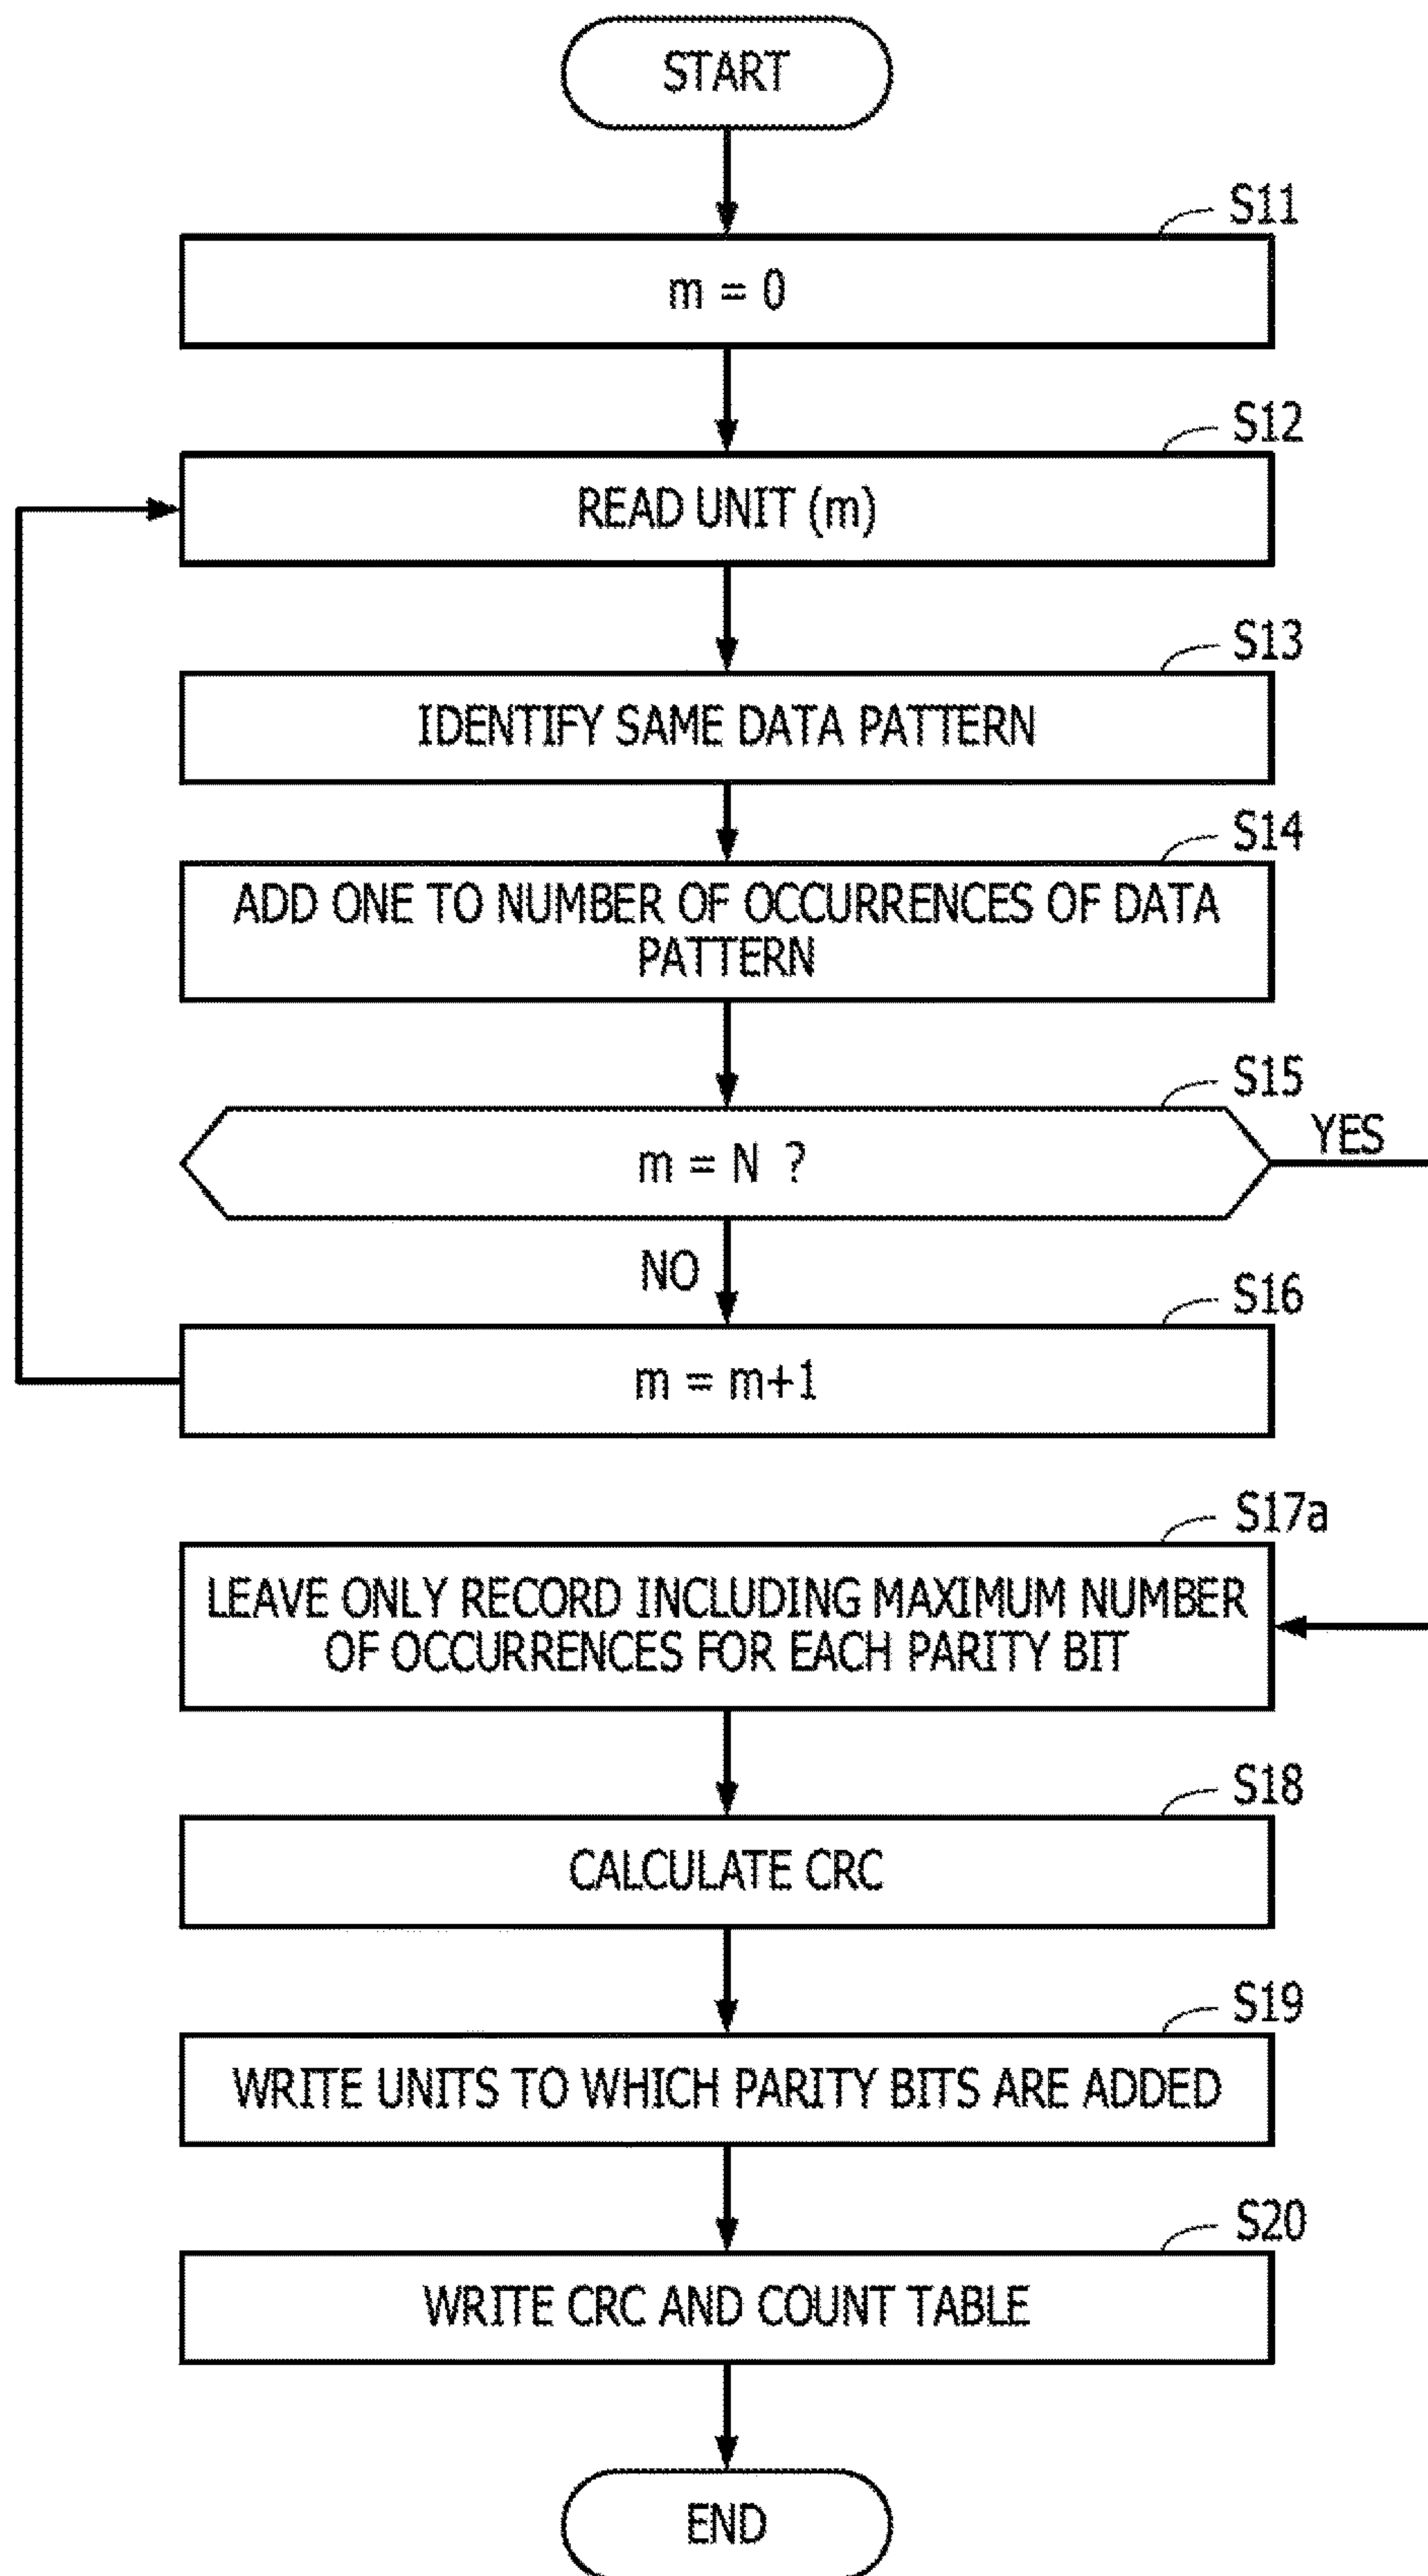 START
S11
m = 0
S12
READ UNIT (m)
S13
IDENTIFY SAME DATA PATTERN
S14
ADD ONE TO NUMBER OF OCCURRENCES OF DATA
PATTERN
S15
m = N ?
YES
NO
S16
m = m+1
S17a
LEAVE ONLY RECORD INCLUDING MAXIMUM NUMBER
OF OCCURRENCES FOR EACH PARITY BIT
S18
CALCULATE CRC
S19
WRITE UNITS TO WHICH PARITY BITS ARE ADDED
S20
WRITE CRC AND COUNT TABLE
END